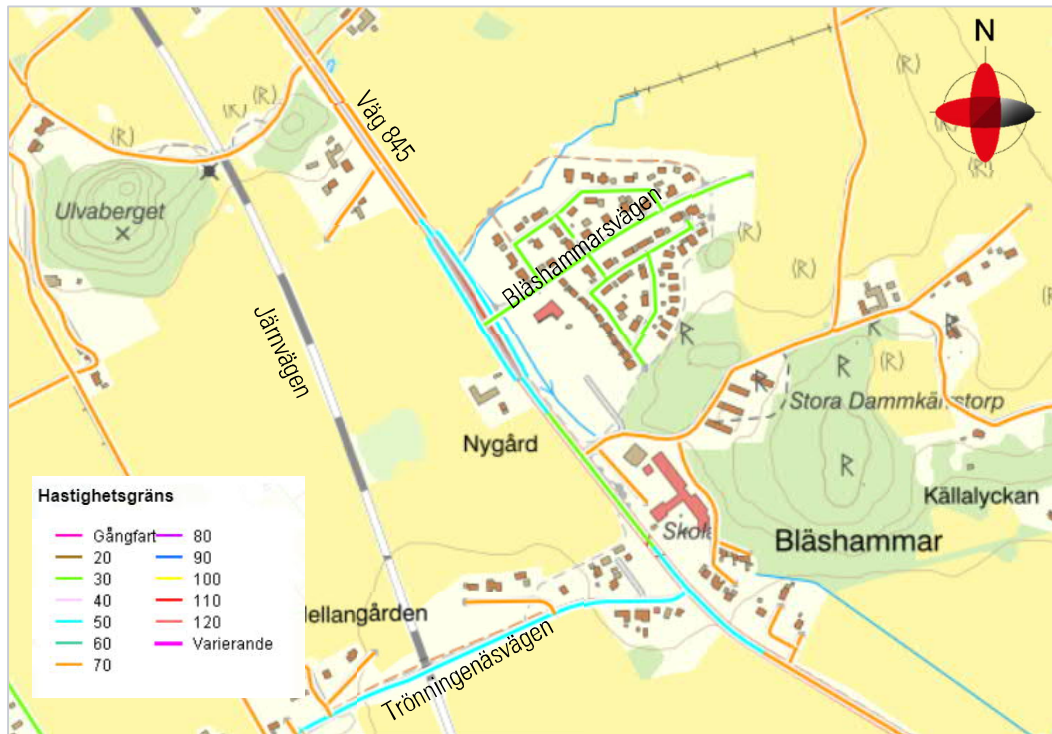 N
Väg 845
(R)
(R)
(R)
(R)
(R)
Ulvaberget
Bläshammarsvägen
(R)
(R)
(R)
Järnvägen
R
R
R
(R)
Stora Dammkärrstorp
Nygård
R
Källalyckan
Skola
Bläshammar
Hastighetsgräns
Gångfart 80
20 90
30 100
40 110
50 120
60 Varierande
70
ellangården
Trönningenäsvägen